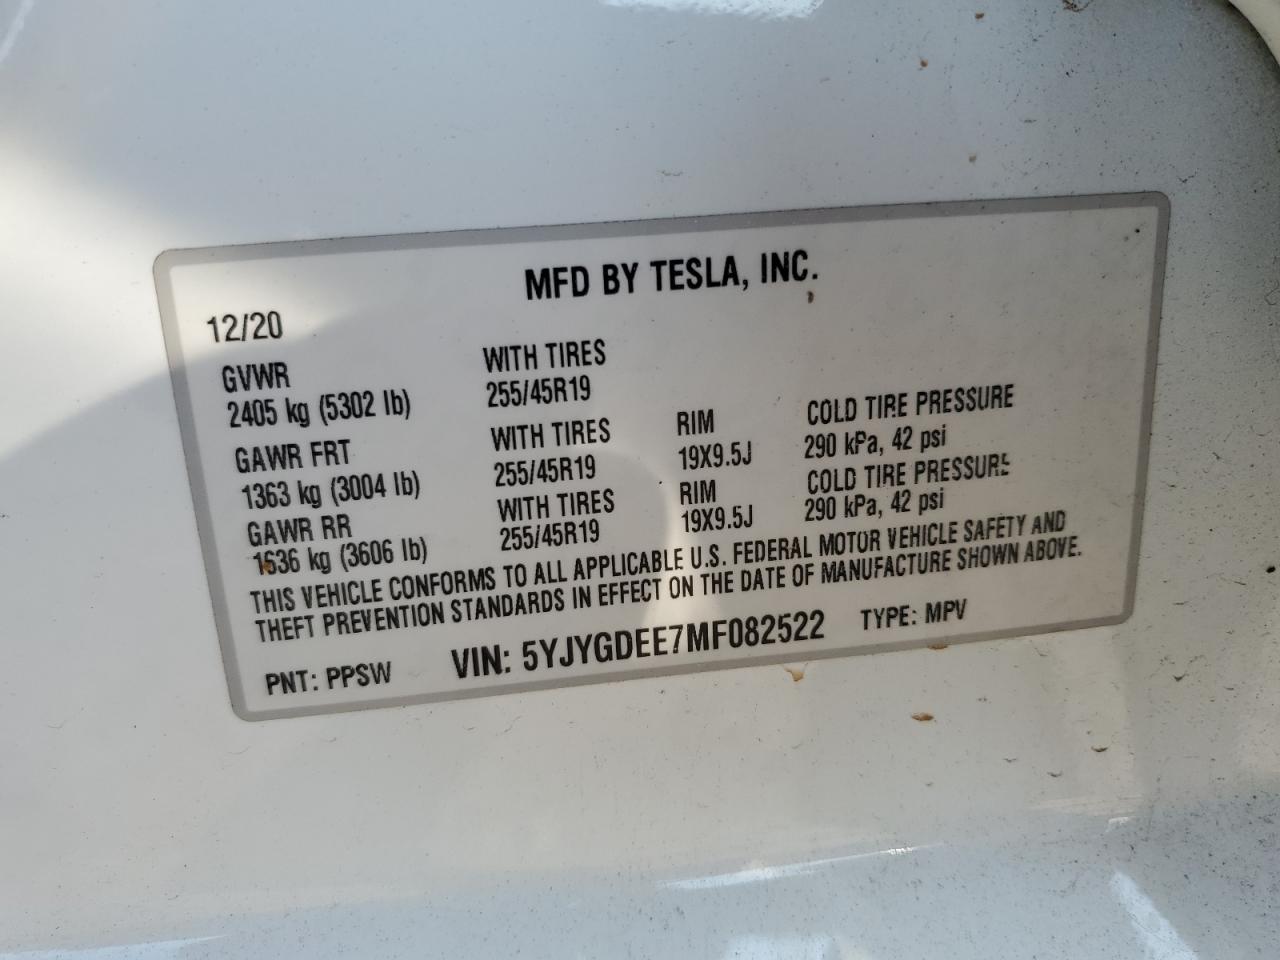 MFD BY TESLA, INC.
12/20
GVWR WITH TIRES
2405 kg (5302 lb) 255/45R19
GAWR FRT WITH TIRES RIM COLD TIRE PRESSURE
1363 kg (3004 lb) 255/45R19 19X9.5J 290 kPa, 42 psi
GAWR RR WITH TIRES RIM COLD TIRE PRESSURE
1636 kg (3606 lb) 255/45R19 19X9.5J 290 kPa, 42 psi
THIS VEHICLE CONFORMS TO ALL APPLICABLE U.S. FEDERAL MOTOR VEHICLE SAFETY AND
THEFT PREVENTION STANDARDS IN EFFECT ON THE DATE OF MANUFACTURE SHOWN ABOVE.
PNT: PPSW VIN: 5YJYGDEE7MF082522 TYPE: MPV